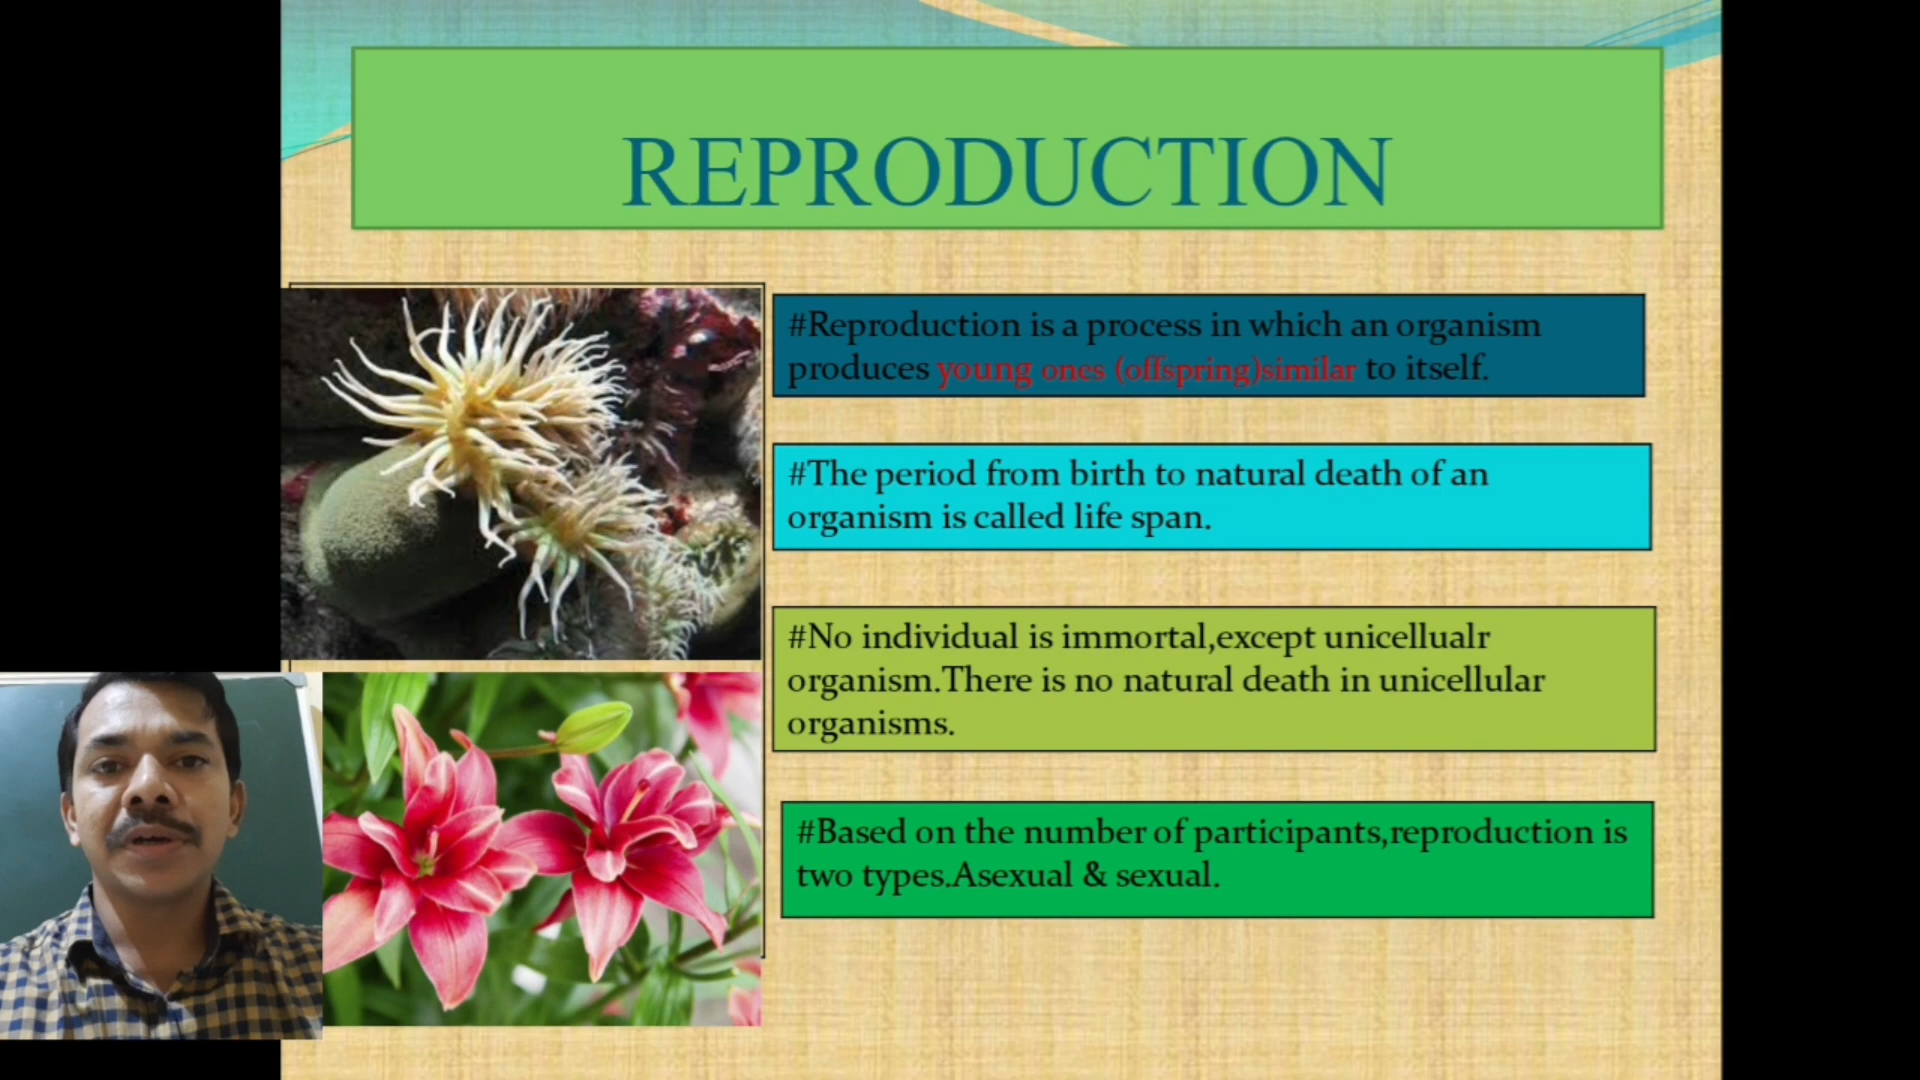 REPRODUCTION
#Reproduction is a process in which an organism
produces young ones (offspring)similar to itself.
#The period from birth to natural death of an
organism is called life span.
#No individual is immortal,except unicellualr
organism.There is no natural death in unicellular
organisms.
#Based on the number of participants,reproduction is
two types.Asexual & sexual.